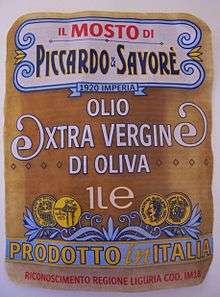 IL MOSTO DI
PICCARDO & SAVORÈ
1920 IMPERIA
OLIO
EXTRA VERGINE
DI OLIVA
1Le
PRODOTTO in ITALIA
RICONOSCIMENTO REGIONE LIGURIA COD. IM18